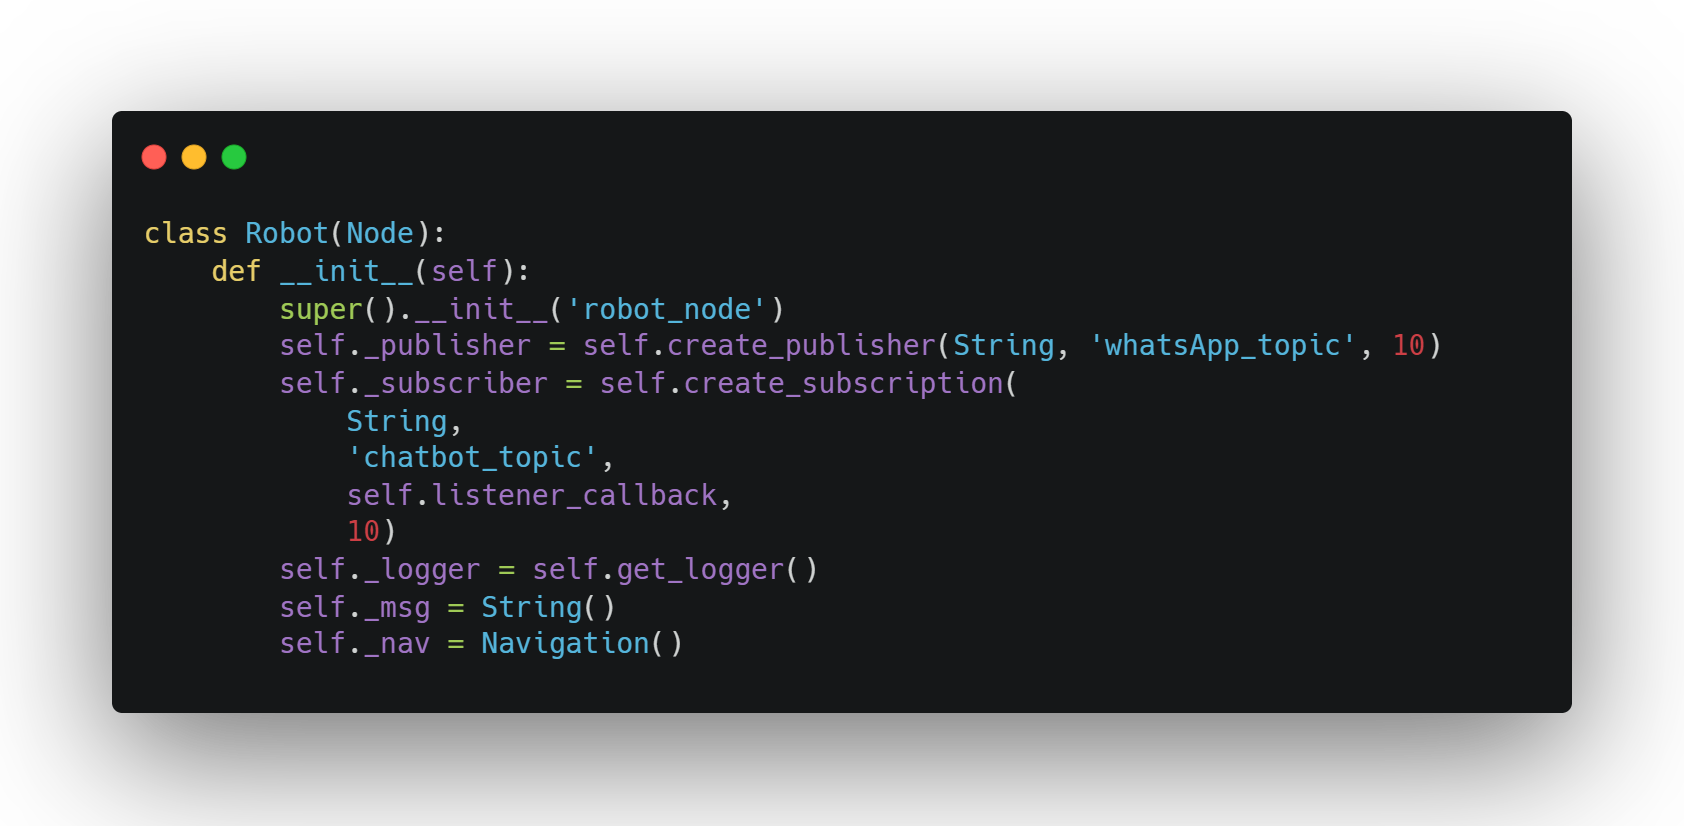 class Robot(Node):
    def __init__(self):
        super().__init__('robot_node')
        self._publisher = self.create_publisher(String, 'whatsApp_topic', 10)
        self._subscriber = self.create_subscription(
            String,
            'chatbot_topic',
            self.listener_callback,
            10)
        self._logger = self.get_logger()
        self._msg = String()
        self._nav = Navigation()